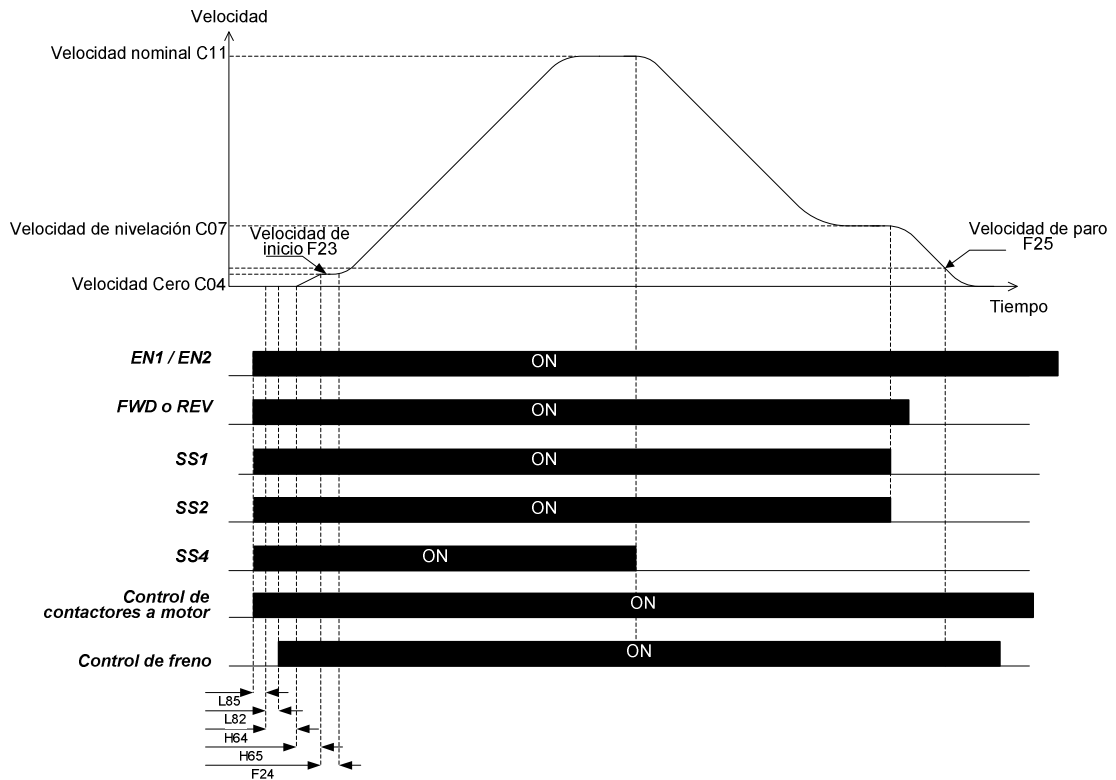 Velocidad
Velocidad nominal C11
Velocidad de nivelación C07
Velocidad de
inicio F23
Velocidad de paro
F25
Velocidad Cero C04
Tiempo
EN1 / EN2
ON
FWD o REV
ON
SS1
ON
SS2
ON
SS4
ON
Control de
contactores a motor
ON
Control de freno
ON
L85
L82
H64
H65
F24